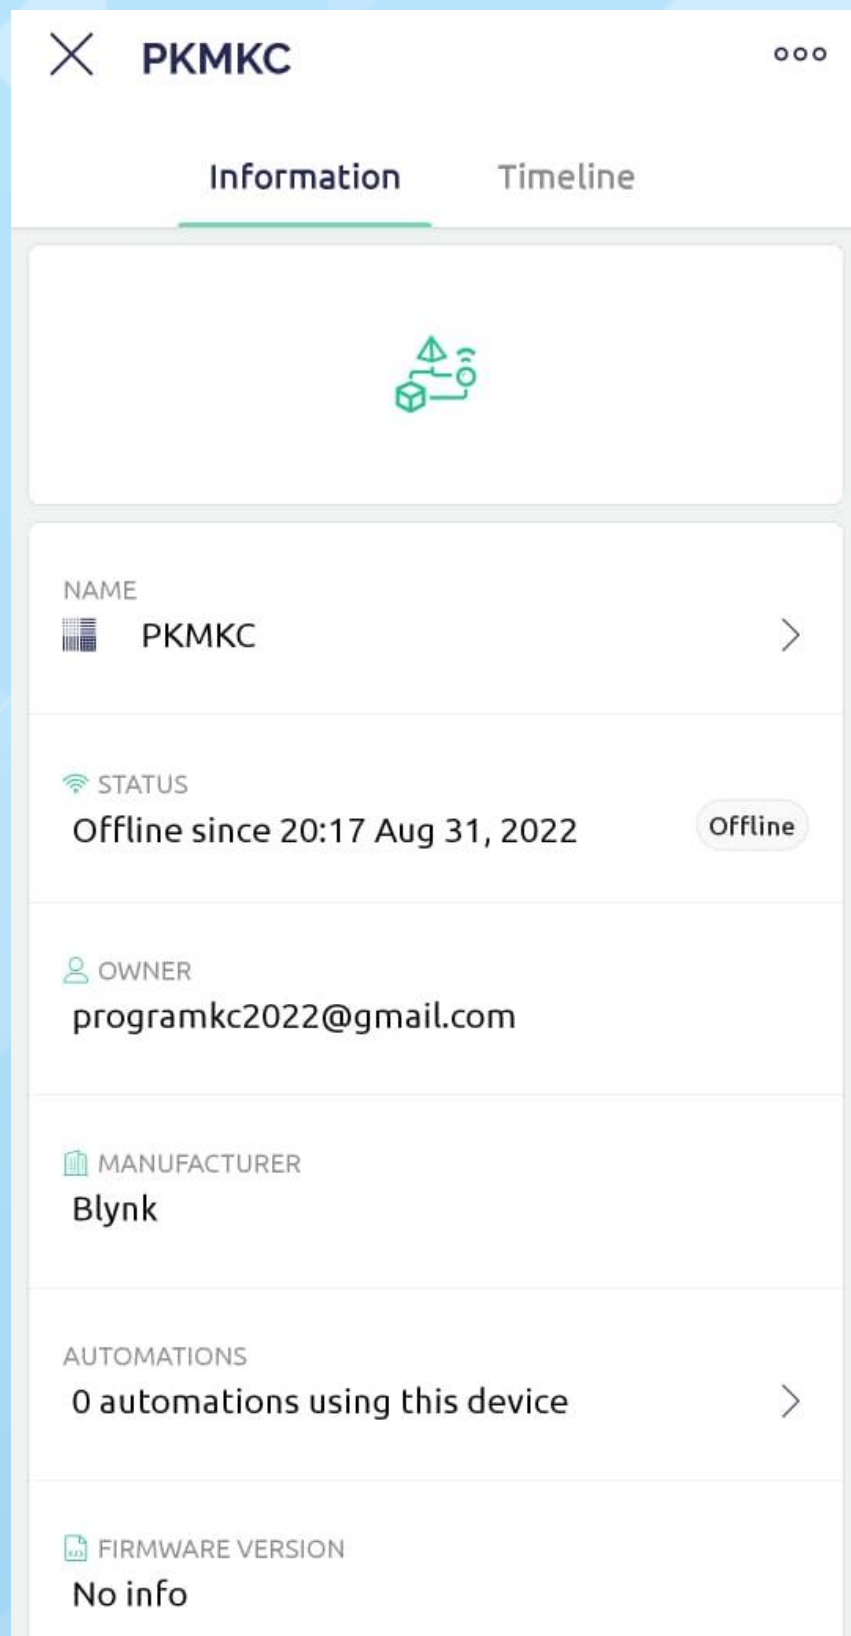 PKMKC
Information Timeline
NAME
PKMKC
STATUS
Offline since 20:17 Aug 31, 2022 Offline
OWNER
programkc2022@gmail.com
MANUFACTURER
Blynk
AUTOMATIONS
0 automations using this device
FIRMWARE VERSION
No info